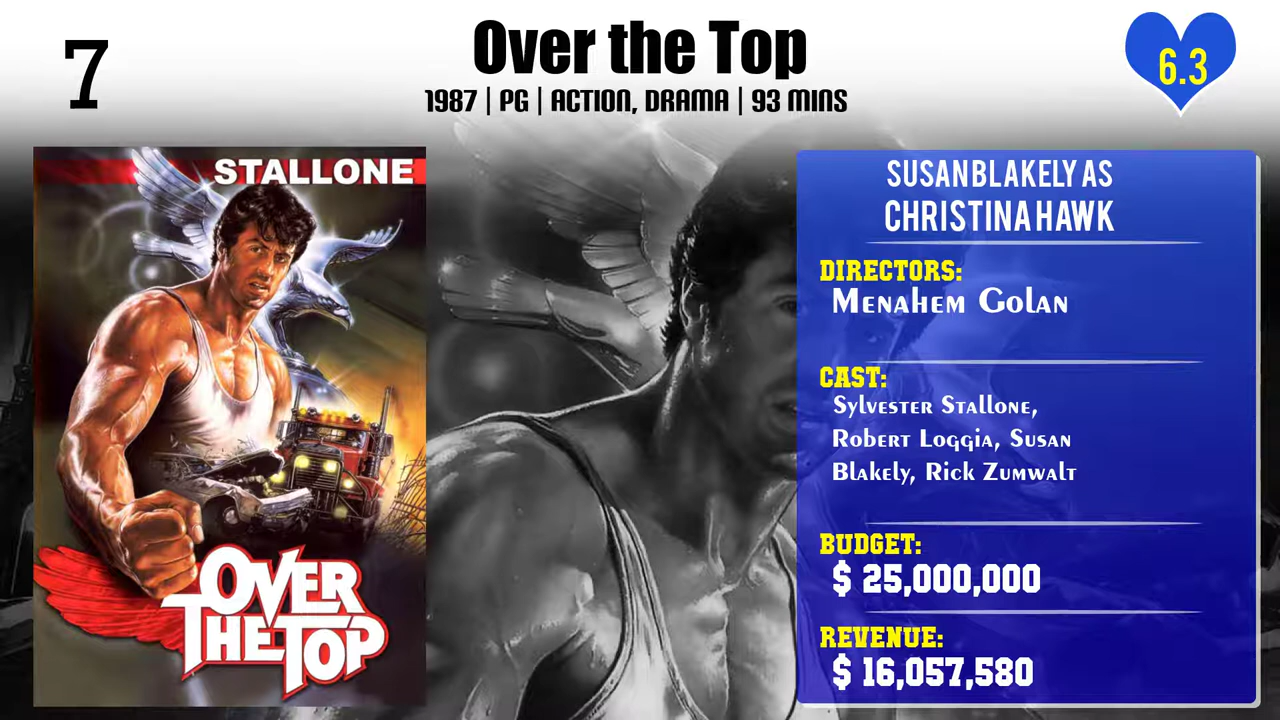 7
Over the Top
1987 | PG | ACTION, DRAMA | 93 MINS
6.3
STALLONE
OVER
THE TOP
SUSAN BLAKELY AS
CHRISTINA HAWK
DIRECTORS:
Menahem Golan
CAST:
Sylvester Stallone,
Robert Loggia, Susan
Blakely, Rick Zumwalt
BUDGET:
$ 25,000,000
REVENUE:
$ 16,057,580